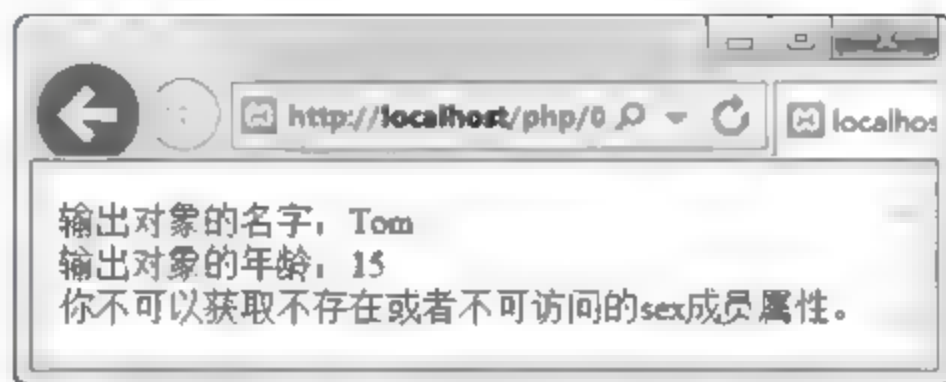 http://localhost/php/0
localhos
输出对象的名字：Tom
输出对象的年龄：15
你不可以获取不存在或者不可访问的sex成员属性。